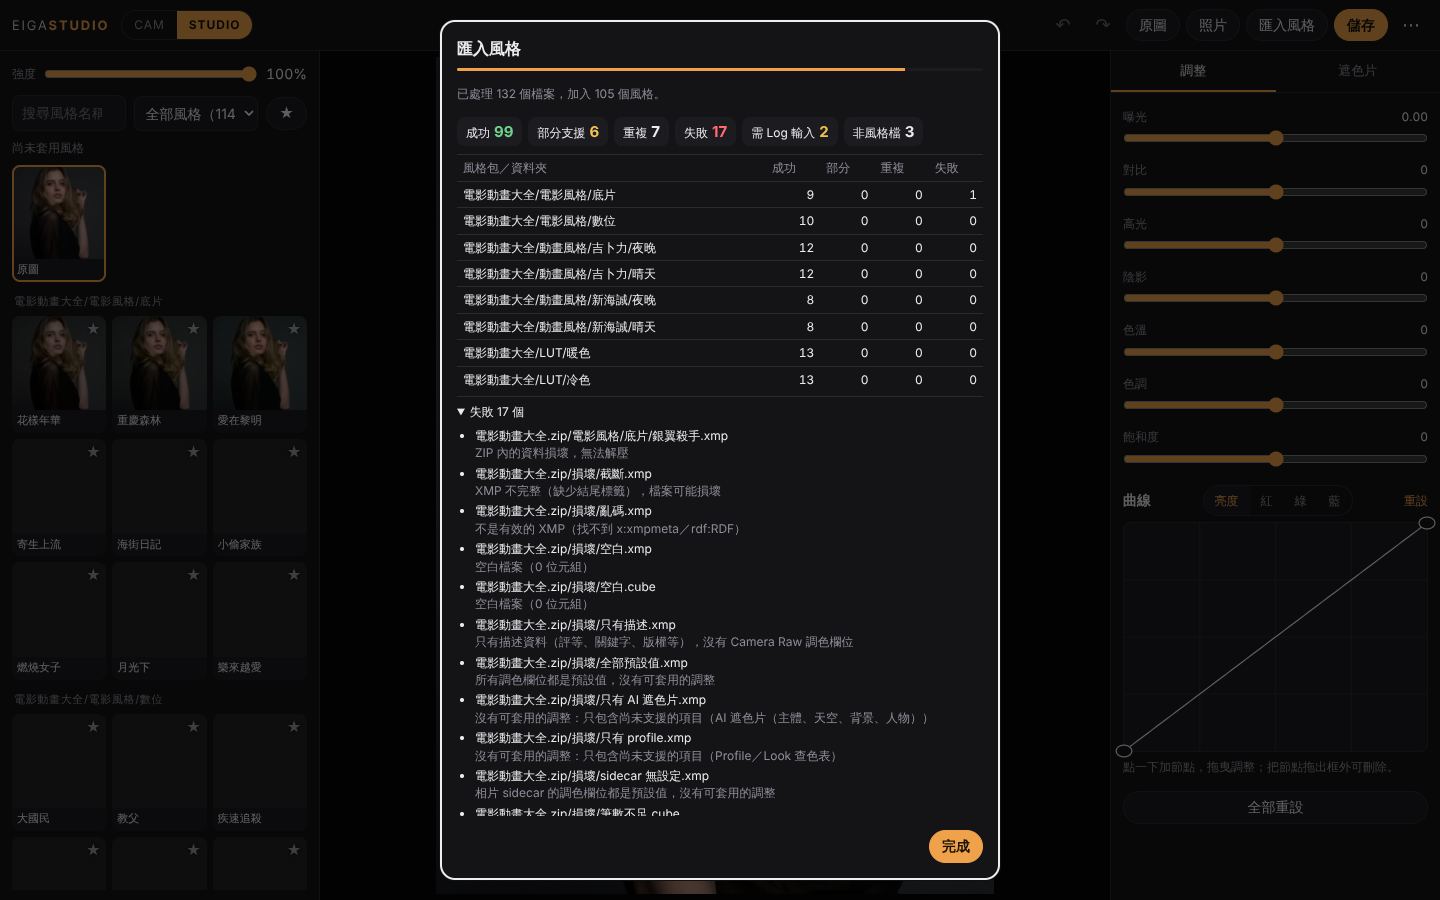 EIGASTUDIO
CAM
STUDIO
原圖
照片
匯入風格
儲存
強度
100%
搜尋風格名稱
全部風格（114
尚未套用風格
原圖
電影動畫大全/電影風格/底片
花樣年華
重慶森林
愛在黎明
寄生上流
海街日記
小偷家族
燃燒女子
月光下
樂來越愛
電影動畫大全/電影風格/數位
大國民
教父
疾速追殺
匯入風格
已處理 132 個檔案，加入 105 個風格。
成功 99
部分支援 6
重複 7
失敗 17
需 Log 輸入 2
非風格檔 3
風格包／資料夾 成功 部分 重複 失敗
電影動畫大全/電影風格/底片 9 0 0 1
電影動畫大全/電影風格/數位 10 0 0 0
電影動畫大全/動畫風格/吉卜力/夜晚 12 0 0 0
電影動畫大全/動畫風格/吉卜力/晴天 12 0 0 0
電影動畫大全/動畫風格/新海誠/夜晚 8 0 0 0
電影動畫大全/動畫風格/新海誠/晴天 8 0 0 0
電影動畫大全/LUT/暖色 13 0 0 0
電影動畫大全/LUT/冷色 13 0 0 0
▼ 失敗 17 個
• 電影動畫大全.zip/電影風格/底片/銀翼殺手.xmp
ZIP 內的資料損壞，無法解壓
• 電影動畫大全.zip/損壞/截斷.xmp
XMP 不完整（缺少結尾標籤），檔案可能損壞
• 電影動畫大全.zip/損壞/亂碼.xmp
不是有效的 XMP（找不到 x:xmpmeta／rdf:RDF）
• 電影動畫大全.zip/損壞/空白.xmp
空白檔案（0 位元組）
• 電影動畫大全.zip/損壞/空白.cube
空白檔案（0 位元組）
• 電影動畫大全.zip/損壞/只有描述.xmp
只有描述資料（評等、關鍵字、版權等），沒有 Camera Raw 調色欄位
• 電影動畫大全.zip/損壞/全部預設值.xmp
所有調色欄位都是預設值，沒有可套用的調整
• 電影動畫大全.zip/損壞/只有 AI 遮色片.xmp
沒有可套用的調整：只包含尚未支援的項目（AI 遮色片（主體、天空、背景、人物））
• 電影動畫大全.zip/損壞/只有 profile.xmp
沒有可套用的調整：只包含尚未支援的項目（Profile／Look 查色表）
• 電影動畫大全.zip/損壞/sidecar 無設定.xmp
相片 sidecar 的調色欄位都是預設值，沒有可套用的調整
• 電影動畫大全.zip/損壞/筆數不足.cube
完成
調整
遮色片
曝光 0.00
對比 0
高光 0
陰影 0
色溫 0
色調 0
飽和度 0
曲線
亮度
紅
綠
藍
重設
點一下加節點，拖曳調整；把節點拖出框外可刪除。
全部重設